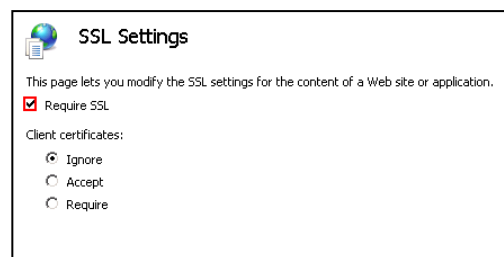 SSL Settings
This page lets you modify the SSL settings for the content of a Web site or application.
Require SSL
Client certificates:
Ignore
Accept
Require